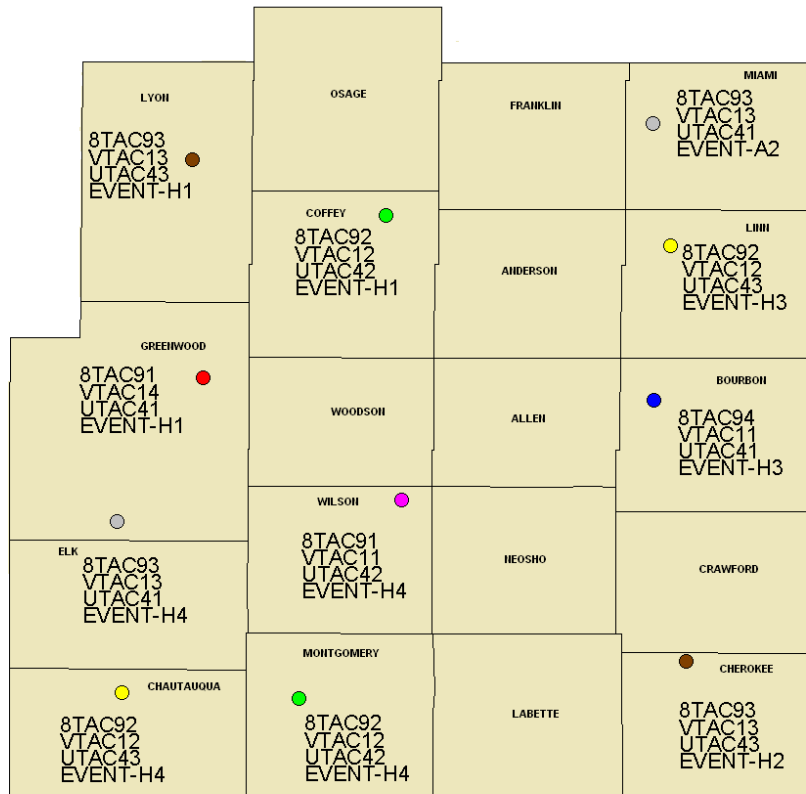 OSAGE
LYON
8TAC93
VTAC13
UTAC43
EVENT-H1
FRANKLIN
MIAMI
8TAC93
VTAC13
UTAC41
EVENT-A2
COFFEY
8TAC92
VTAC12
UTAC42
EVENT-H1
ANDERSON
LINN
8TAC92
VTAC12
UTAC43
EVENT-H3
GREENWOOD
8TAC91
VTAC14
UTAC41
EVENT-H1
WOODSON
ALLEN
BOURBON
8TAC94
VTAC11
UTAC41
EVENT-H3
WILSON
8TAC91
VTAC11
UTAC42
EVENT-H4
NEOSHO
CRAWFORD
ELK
8TAC93
VTAC13
UTAC41
EVENT-H4
CHAUTAUQUA
8TAC92
VTAC12
UTAC43
EVENT-H4
MONTGOMERY
8TAC92
VTAC12
UTAC42
EVENT-H4
LABETTE
CHEROKEE
8TAC93
VTAC13
UTAC43
EVENT-H2